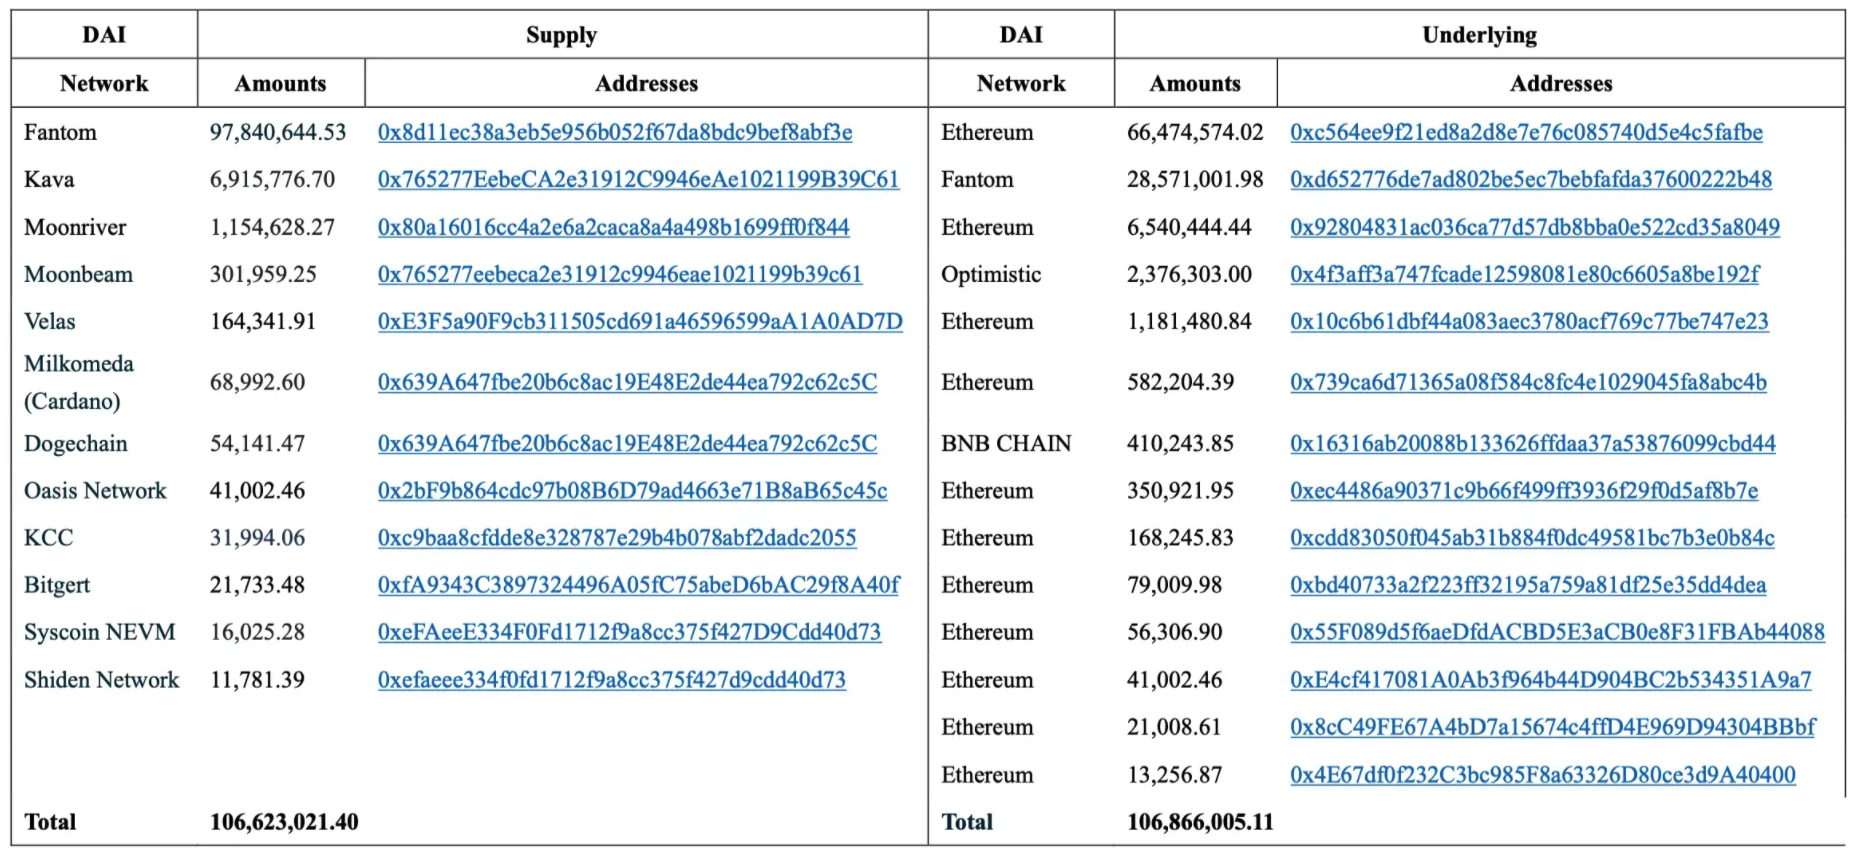 DAI Supply DAI Underlying
Network Amounts Addresses Network Amounts Addresses
Fantom 97,840,644.53 0x8d11ec38a3eb5e956b052f67da8bdc9bef8abf3e Ethereum 66,474,574.02 0xc564ee9f21ed8a2d8e7e76c085740d5e4c5fafbe
Kava 6,915,776.70 0x765277EebeCA2e31912C9946eAe1021199B39C61 Fantom 28,571,001.98 0xd652776de7ad802be5ec7bebfafda37600222b48
Moonriver 1,154,628.27 0x80a16016cc4a2e6a2caca8a4a498b1699ff0f844 Ethereum 6,540,444.44 0x92804831ac036ca77d57db8bba0e522cd35a8049
Moonbeam 301,959.25 0x765277eebeca2e31912c9946eae1021199b39c61 Optimistic 2,376,303.00 0x4f3aff3a747fcade12598081e80c6605a8be192f
Velas 164,341.91 0xE3F5a90F9cb311505cd691a46596599aA1A0AD7D Ethereum 1,181,480.84 0x10c6b61dbf44a083aec3780acf769c77be747e23
Milkomeda
(Cardano) 68,992.60 0x639A647fbe20b6c8ac19E48E2de44ea792c62c5C Ethereum 582,204.39 0x739ca6d71365a08f584c8fc4e1029045fa8abc4b
Dogechain 54,141.47 0x639A647fbe20b6c8ac19E48E2de44ea792c62c5C BNB CHAIN 410,243.85 0x16316ab20088b133626ffdaa37a53876099cbd44
Oasis Network 41,002.46 0x2bF9b864cdc97b08B6D79ad4663e71B8aB65c45c Ethereum 350,921.95 0xec4486a90371c9b66f499ff3936f29f0d5af8b7e
KCC 31,994.06 0xc9baa8cfdde8e328787e29b4b078abf2dadc2055 Ethereum 168,245.83 0xcdd83050f045ab31b884f0dc49581bc7b3e0b84c
Bitgert 21,733.48 0xfA9343C3897324496A05fC75abeD6bAC29f8A40f Ethereum 79,009.98 0xbd40733a2f223ff32195a759a81df25e35dd4dea
Syscoin NEVM 16,025.28 0xeFAeeE334F0Fd1712f9a8cc375f427D9Cdd40d73 Ethereum 56,306.90 0x55F089d5f6aeDfdACBD5E3aCB0e8F31FBAb44088
Shiden Network 11,781.39 0xefaeee334f0fd1712f9a8cc375f427d9cdd40d73 Ethereum 41,002.46 0xE4cf417081A0Ab3f964b44D904BC2b534351A9a7
Ethereum 21,008.61 0x8cC49FE67A4bD7a15674c4ffD4E969D94304BBbf
Ethereum 13,256.87 0x4E67df0f232C3bc985F8a63326D80ce3d9A40400
Total 106,623,021.40 Total 106,866,005.11